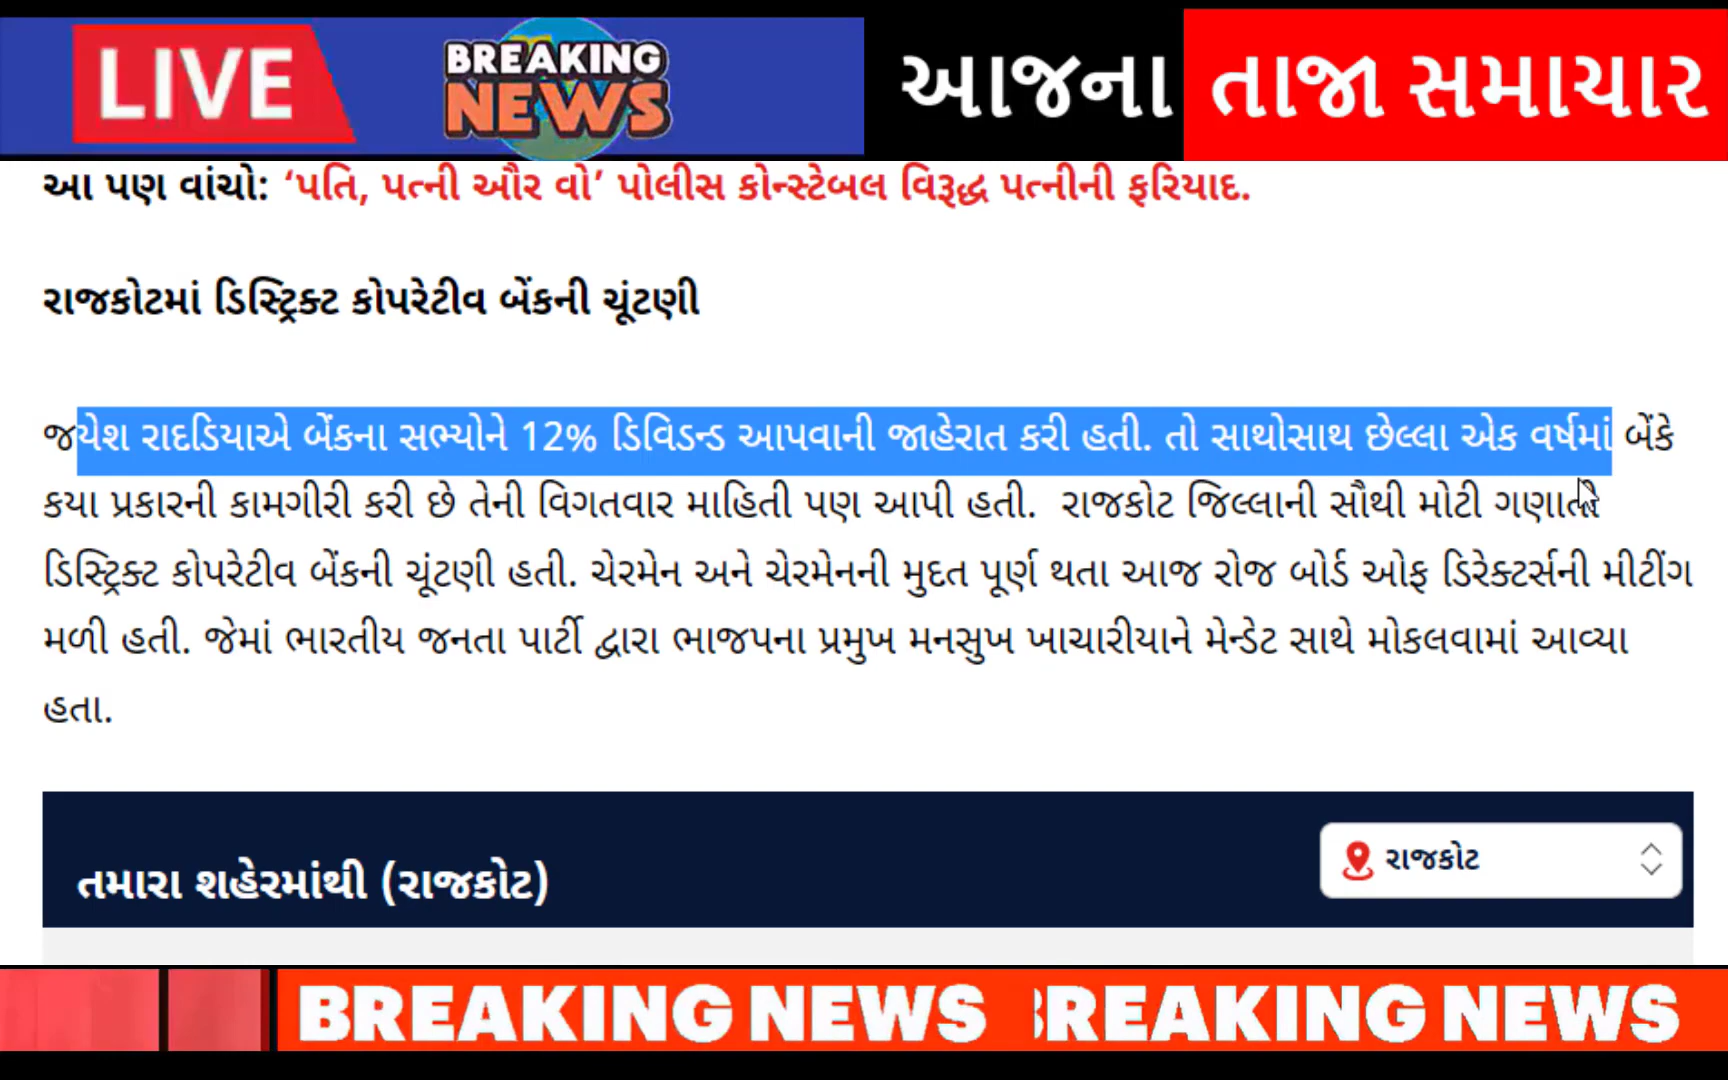 LIVE
BREAKING
NEWS
આજના તાજા સમાચાર
આ પણ વાંચો: ‘પતિ, પત્ની ઔર વો’ પોલીસ કોન્સ્ટેબલ વિરૂદ્ધ પત્નીની ફરિયાદ.
રાજકોટમાં ડિસ્ટ્રિક્ટ કોપરેટીવ બેંકની ચૂંટણી
જયેશ રાદડિયાએ બેંકના સભ્યોને 12% ડિવિડન્ડ આપવાની જાહેરાત કરી હતી. તો સાથોસાથ છેલ્લા એક વર્ષમાં બેંકે
કયા પ્રકારની કામગીરી કરી છે તેની વિગતવાર માહિતી પણ આપી હતી. રાજકોટ જિલ્લાની સૌથી મોટી ગણાતી
ડિસ્ટ્રિક્ટ કોપરેટીવ બેંકની ચૂંટણી હતી. ચેરમેન અને ચેરમેનની મુદત પૂર્ણ થતા આજ રોજ બોર્ડ ઓફ ડિરેક્ટર્સની મીટીંગ
મળી હતી. જેમાં ભારતીય જનતા પાર્ટી દ્વારા ભાજપના પ્રમુખ મનસુખ ખાચારીયાને મેન્ડેટ સાથે મોકલવામાં આવ્યા
હતા.
તમારા શહેરમાંથી (રાજકોટ)
રાજકોટ
BREAKING NEWS BREAKING NEWS